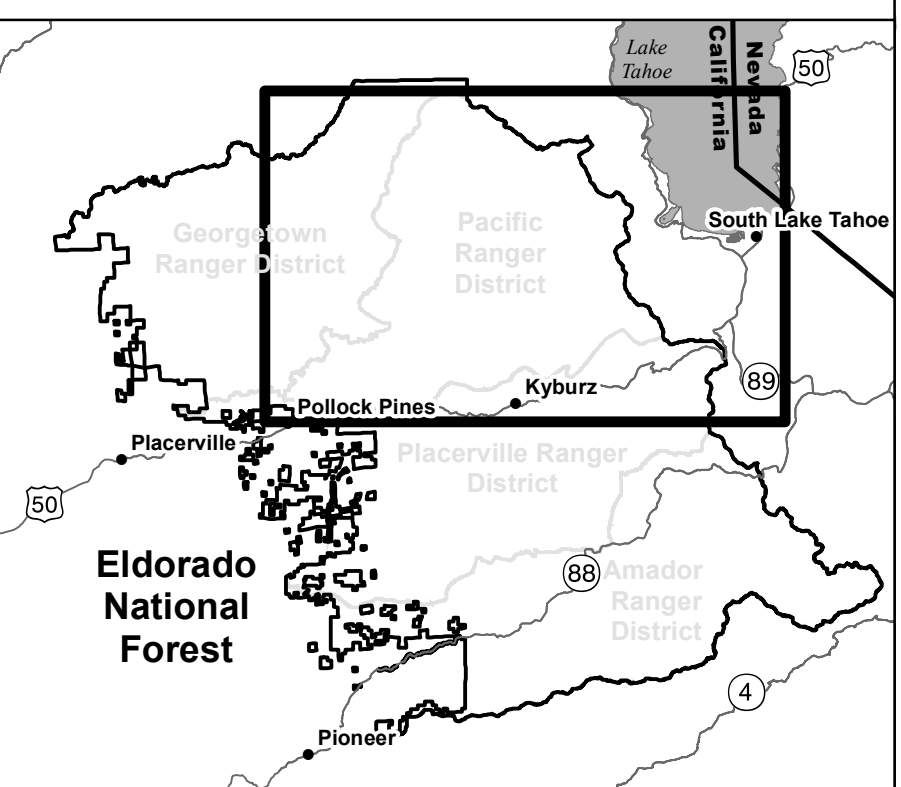 Lake
Tahoe
California
Nevada
50
South Lake Tahoe
Georgetown
Ranger District
Pacific
Ranger
District
89
Kyburz
Pollock Pines
Placerville
Placerville Ranger
District
50
Eldorado
National
Forest
88
Amador
Ranger
District
4
Pioneer